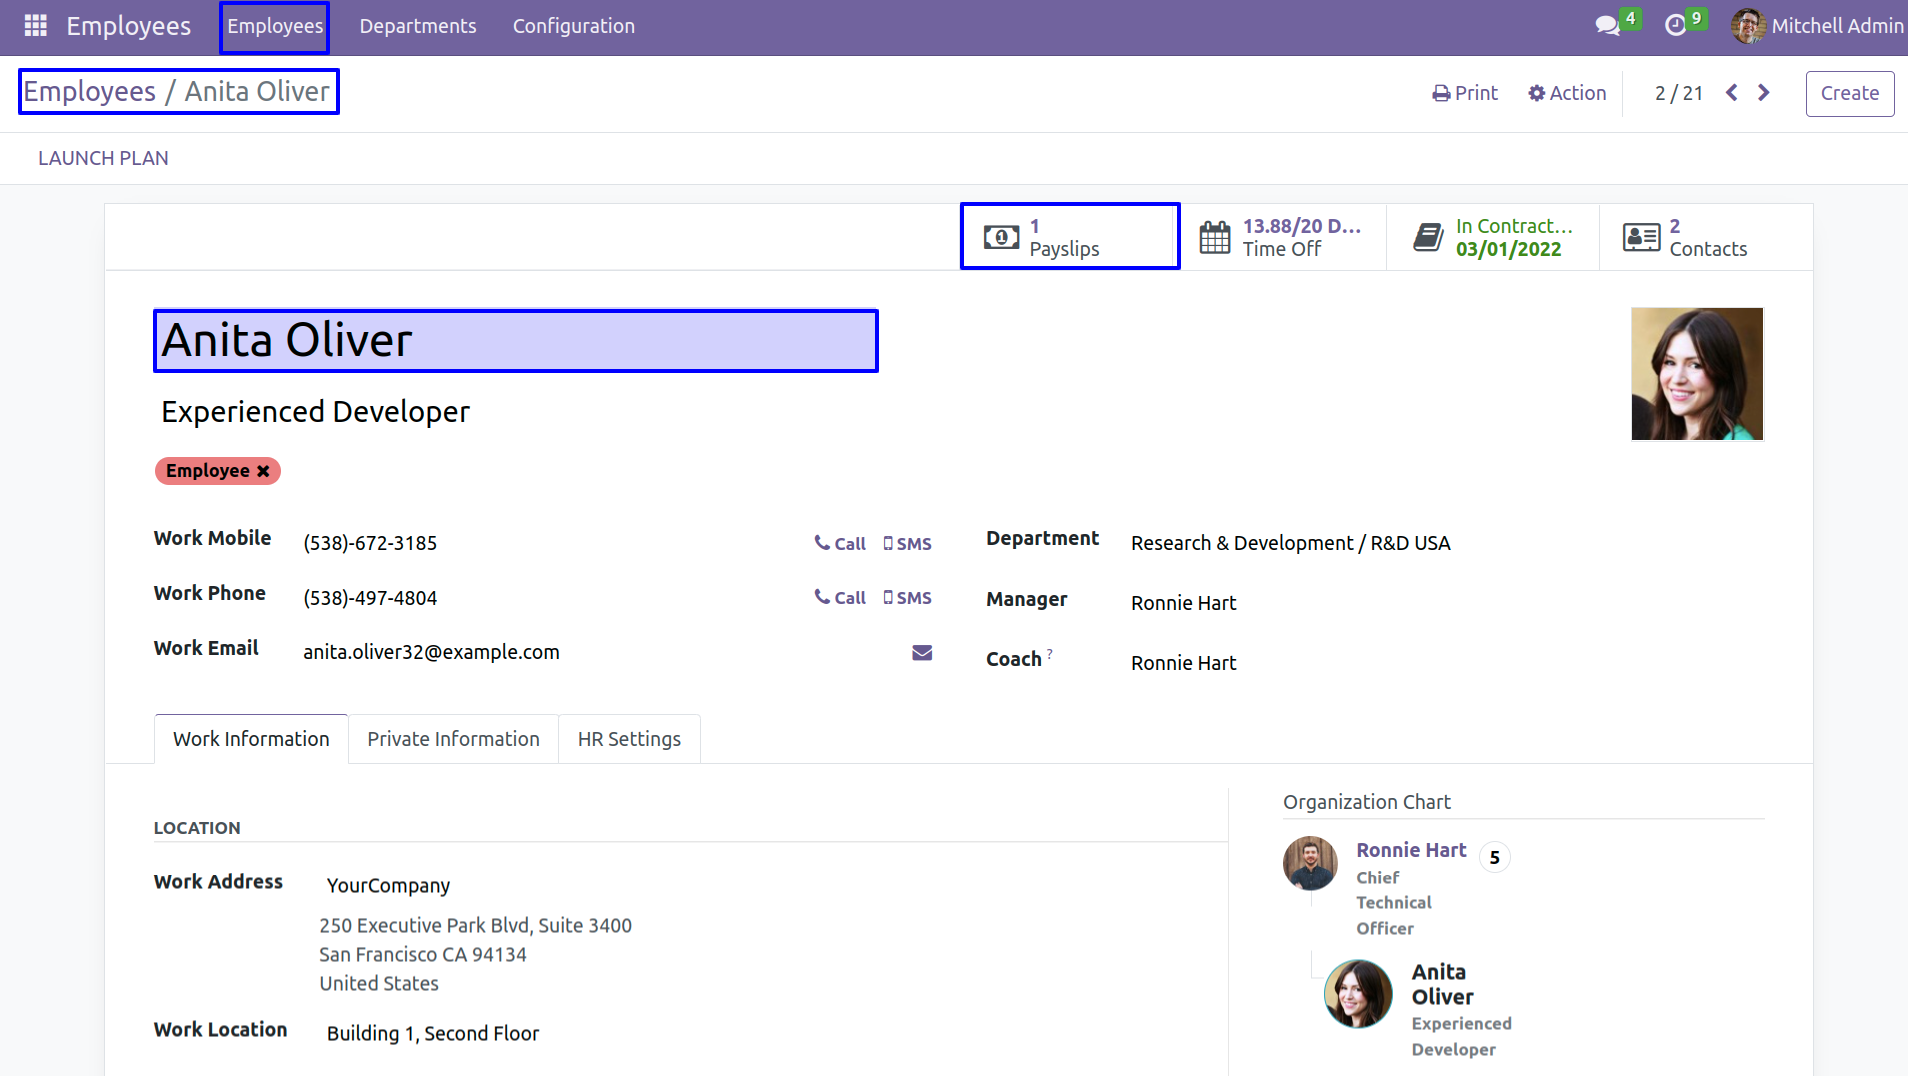 Employees Employees Departments Configuration 4 9 Mitchell Admin
Employees / Anita Oliver Print Action 2 / 21 Create
LAUNCH PLAN
1 Payslips
13.88/20 D... Time Off
In Contract... 03/01/2022
2 Contacts
Anita Oliver
Experienced Developer
Employee ✖
Work Mobile (538)-672-3185 Call SMS
Department Research & Development / R&D USA
Work Phone (538)-497-4804 Call SMS
Manager Ronnie Hart
Work Email anita.oliver32@example.com
Coach ? Ronnie Hart
Work Information Private Information HR Settings
LOCATION
Work Address YourCompany
250 Executive Park Blvd, Suite 3400
San Francisco CA 94134
United States
Work Location Building 1, Second Floor
Organization Chart
Ronnie Hart 5
Chief
Technical
Officer
Anita
Oliver
Experienced
Developer